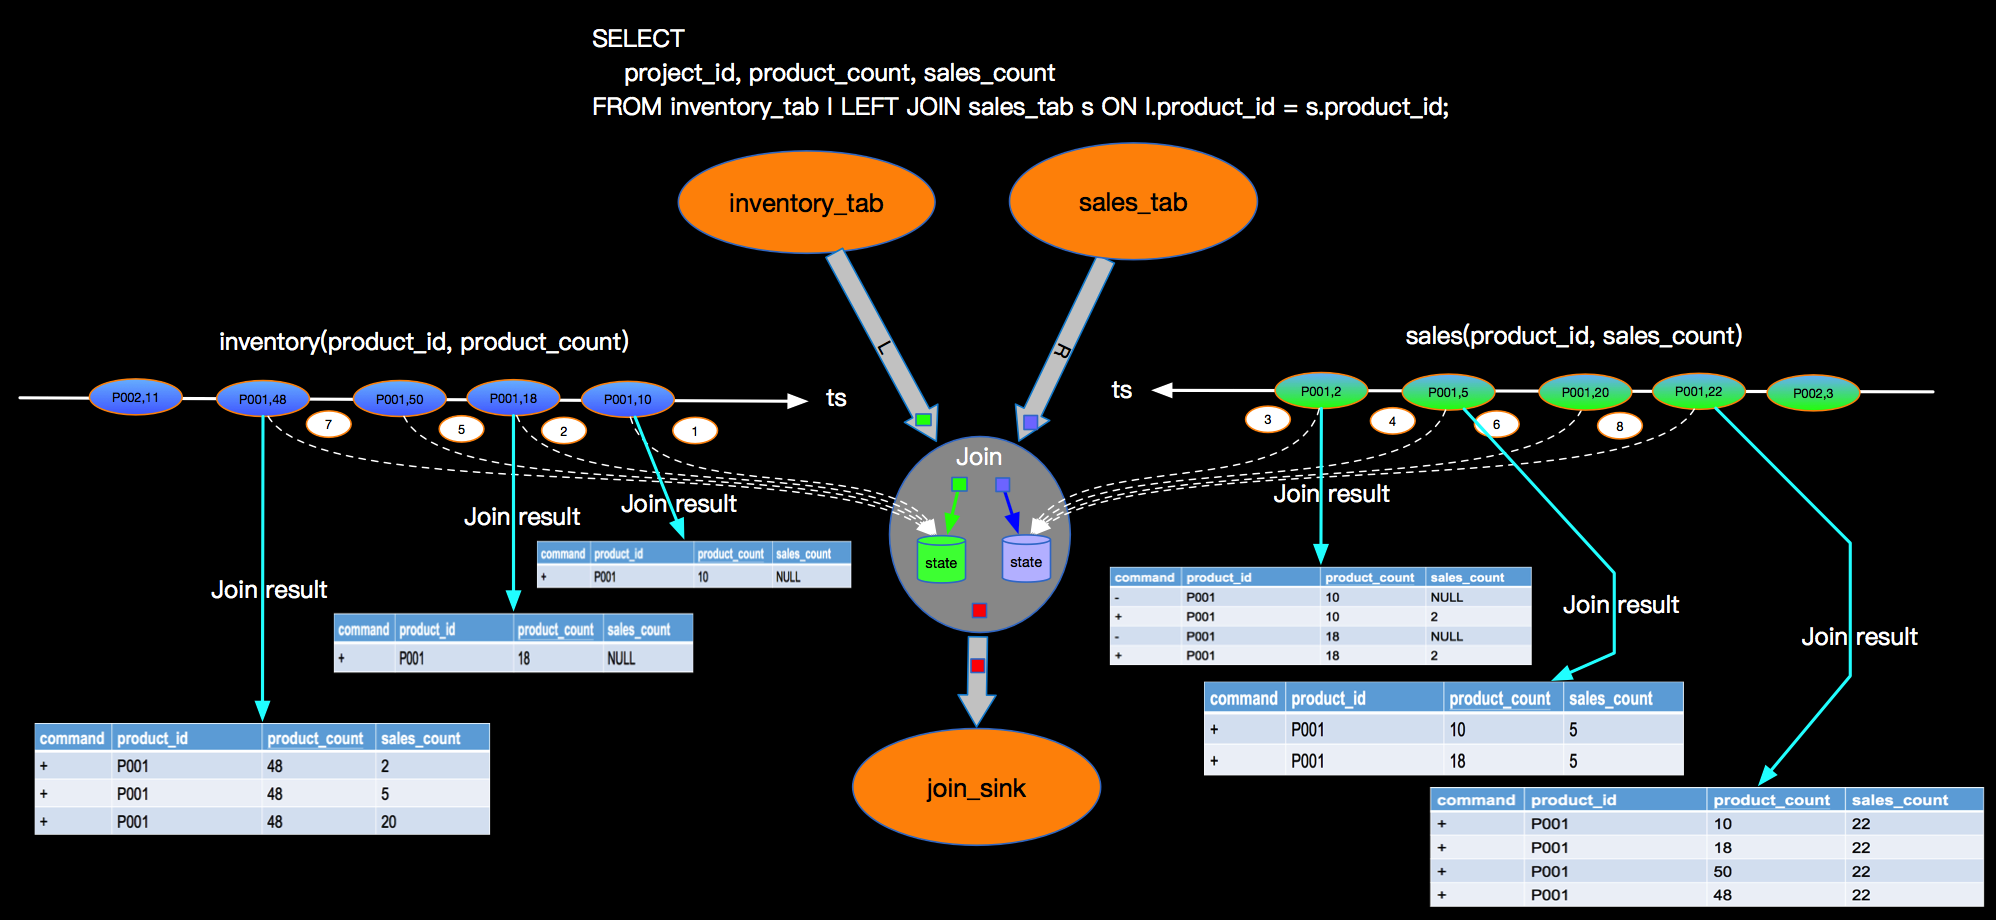 SELECT
project_id, product_count, sales_count
FROM inventory_tab I LEFT JOIN sales_tab s ON I.product_id = s.product_id;
inventory_tab
sales_tab
L
R
inventory(product_id, product_count)
sales(product_id, sales_count)
P002,11
P001,48
P001,50
P001,18
P001,10
ts
ts
P001,2
P001,5
P001,20
P001,22
P002,3
7
5
2
1
3
4
6
8
Join
state
state
Join result
Join result
Join result
Join result
Join result
Join result
command product_id product_count sales_count
+ P001 10 NULL
command product_id product_count sales_count
+ P001 18 NULL
command product_id product_count sales_count
+ P001 48 2
+ P001 48 5
+ P001 48 20
command product_id product_count sales_count
- P001 10 NULL
+ P001 10 2
- P001 18 NULL
+ P001 18 2
command product_id product_count sales_count
+ P001 10 5
+ P001 18 5
command product_id product_count sales_count
+ P001 10 22
+ P001 18 22
+ P001 50 22
+ P001 48 22
join_sink